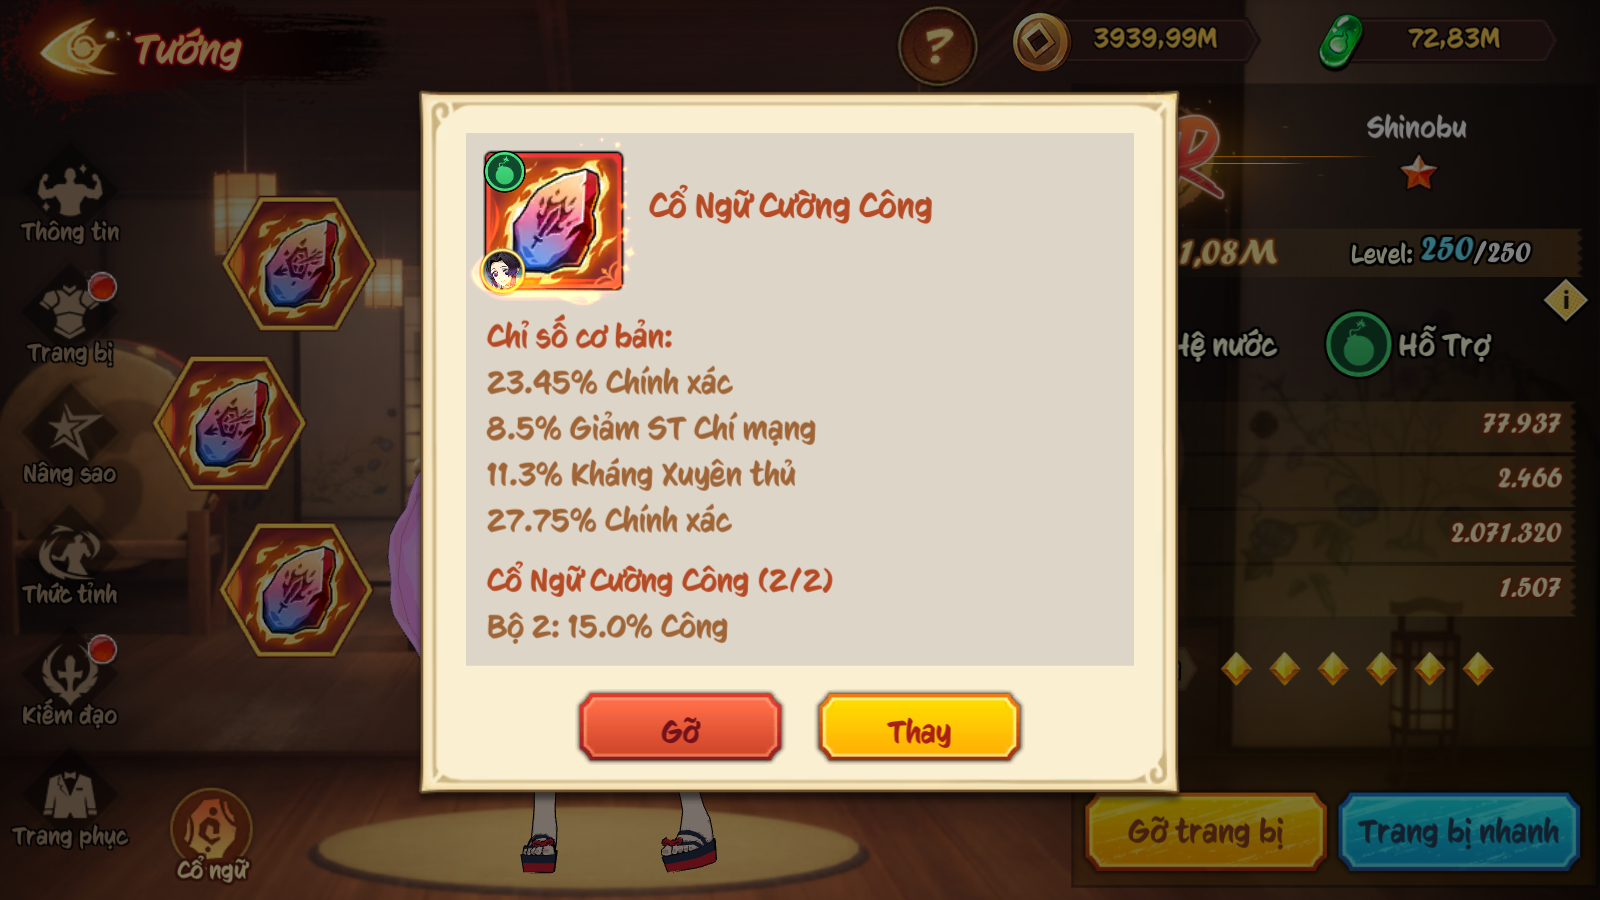 Tướng
?
3939,99M
72,83M
Shinobu
R
1,08M
Level: 250/250
i
Hệ nước
Hỗ Trợ
77.937
2.466
2.071.320
1.507
Thông tin
Trang bị
Nâng sao
Thức tỉnh
Kiếm đạo
Trang phục
Cổ ngữ
Cổ Ngữ Cường Công
Chỉ số cơ bản:
23.45% Chính xác
8.5% Giảm ST Chí mạng
11.3% Kháng Xuyên thủ
27.75% Chính xác
Cổ Ngữ Cường Công (2/2)
Bộ 2: 15.0% Công
Gỡ
Thay
Gỡ trang bị
Trang bị nhanh